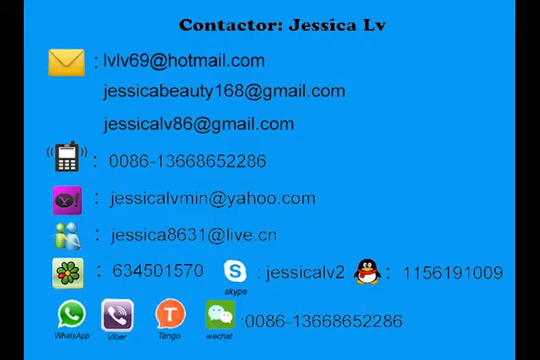 Contactor: Jessica Lv
: lvlv69@hotmail.com
jessicabeauty168@gmail.com
jessicalv86@gmail.com
: 0086-13668652286
Y! : jessicalvmin@yahoo.com
: jessica8631@live.cn
: 634501570 S skype : jessicalv2 : 1156191009
WhatsApp Viber T Tango wechat :0086-13668652286